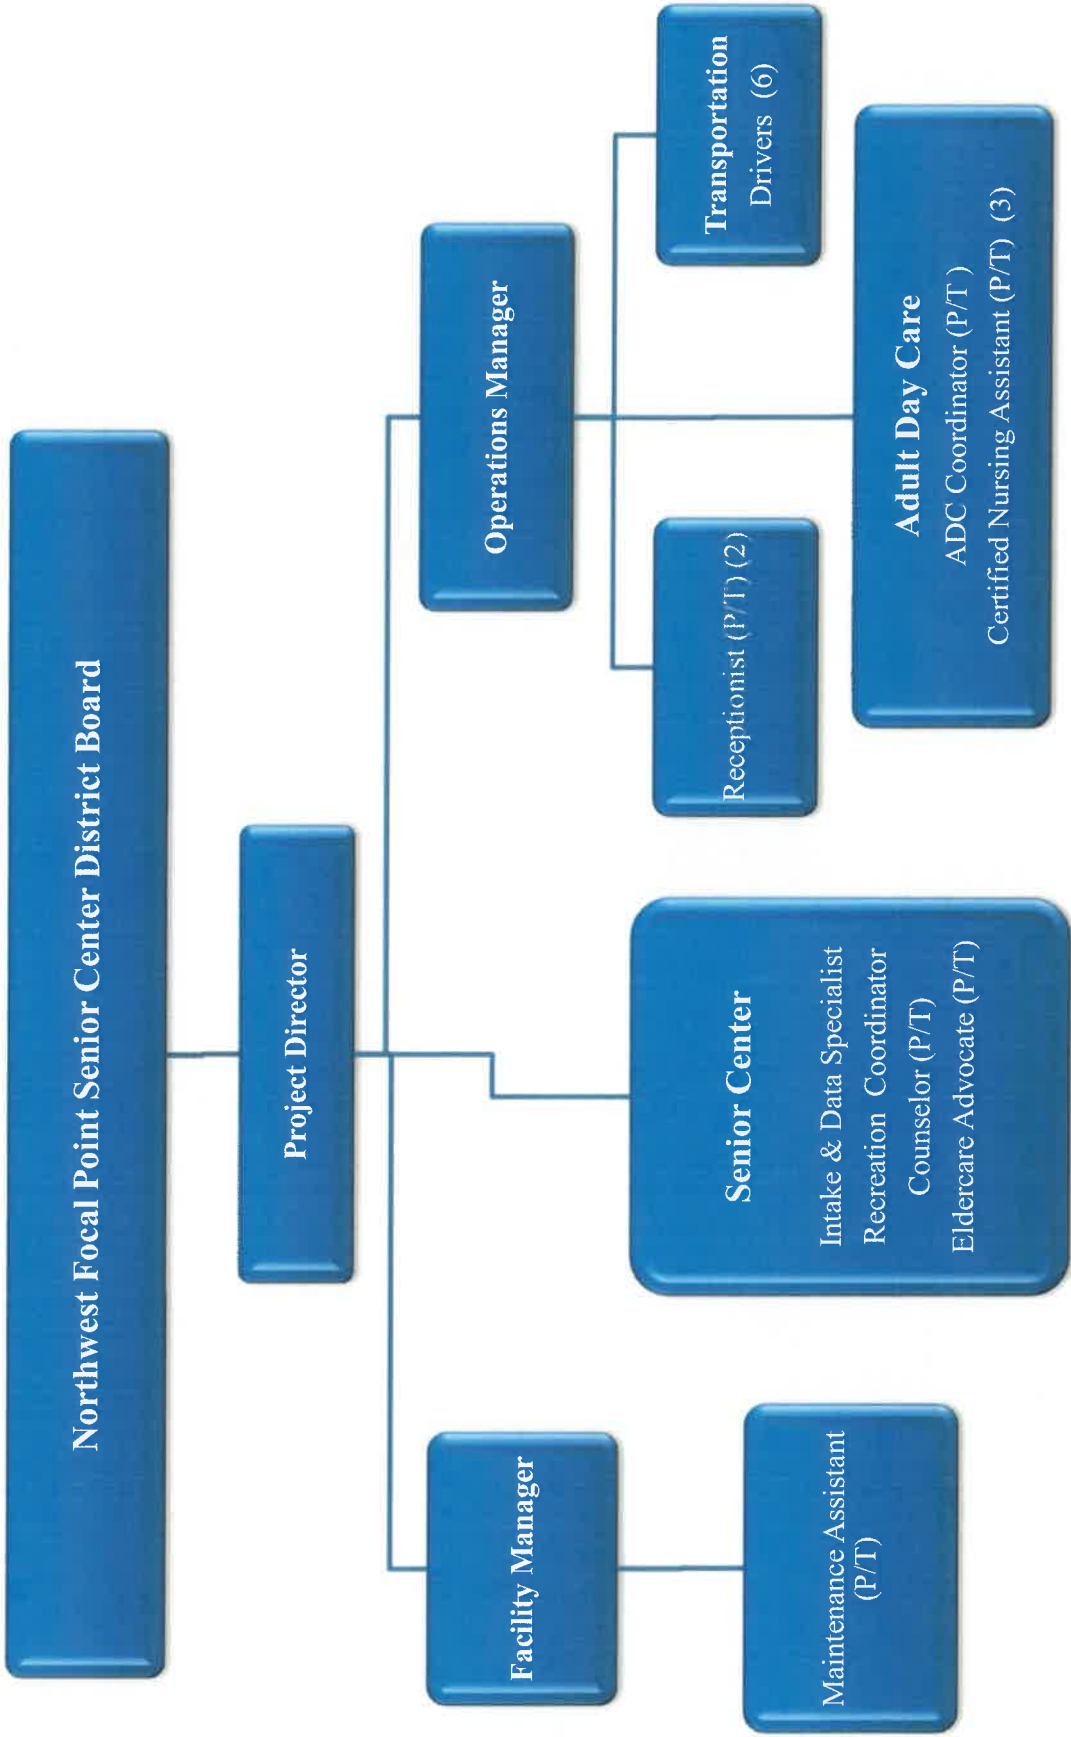 Northwest Focal Point Senior Center District Board
Project Director
Facility Manager
Operations Manager
Maintenance Assistant
(P/T)
Senior Center
Intake & Data Specialist
Recreation Coordinator
Counselor (P/T)
Eldercare Advocate (P/T)
Receptionist (P/T) (2)
Transportation
Drivers (6)
Adult Day Care
ADC Coordinator (P/T)
Certified Nursing Assistant (P/T) (3)